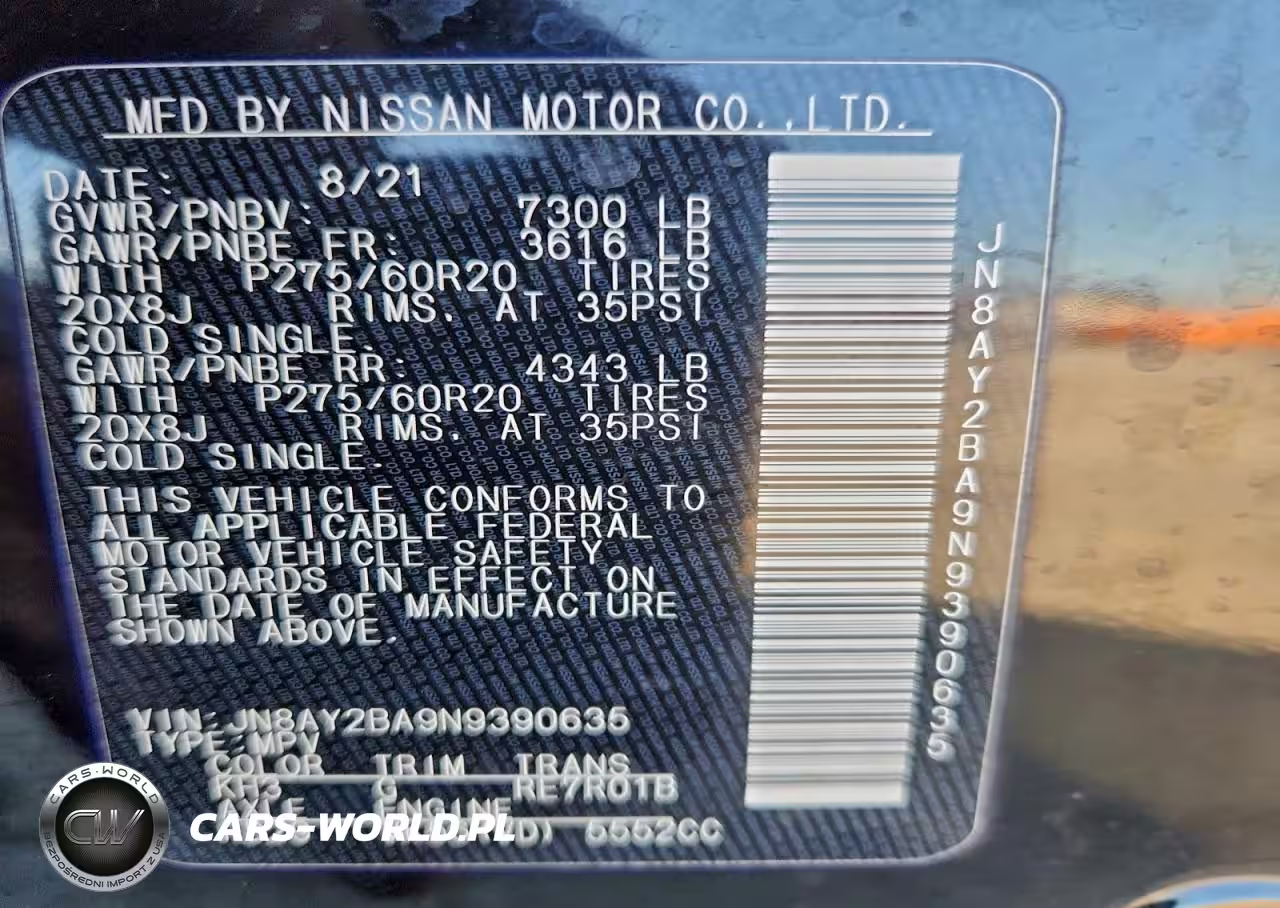 MFD BY NISSAN MOTOR CO.,LTD.
DATE: 8/21
GVWR/PNBV: 7300 LB
GAWR/PNBE FR: 3616 LB
WITH P275/60R20 TIRES
20X8J RIMS. AT 35PSI
COLD SINGLE.
GAWR/PNBE RR: 4343 LB
WITH P275/60R20 TIRES
20X8J RIMS. AT 35PSI
COLD SINGLE.
THIS VEHICLE CONFORMS TO
ALL APPLICABLE FEDERAL
MOTOR VEHICLE SAFETY
STANDARDS IN EFFECT ON
THE DATE OF MANUFACTURE
SHOWN ABOVE.
VIN:JN8AY2BA9N9390635
TYPE:MPV
COLOR TRIM TRANS
KH3 G RE7R01B
AXLE ENGINE
5552CC
JN8AY2BA9N9390635
CARS-WORLD
CW
BEZPOŚREDNI IMPORT Z USA
CARS-WORLD.PL